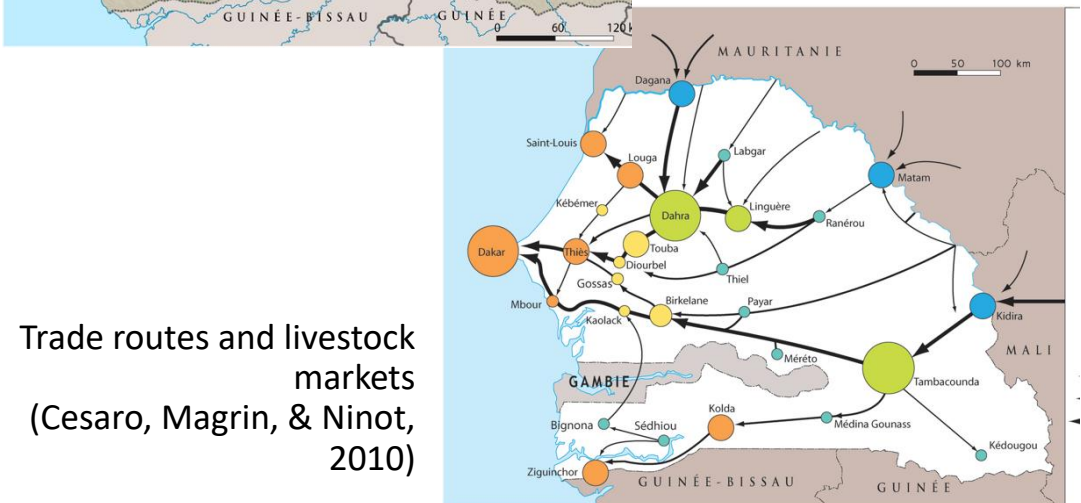 GUINÉE-BISSAU
GUINÉE
0 60 120 k
MAURITANIE
0 50 100 km
Dagana
Saint-Louis
Labgar
Louga
Matam
Kébémer
Linguère
Dahra
Ranérou
Dakar
Thiès
Touba
Diourbel
Thiel
Gossas
Mbour
Birkelane
Payar
Kaolack
Kidira
Méréto
MALI
GAMBIE
Tambacounda
Kolda
Médina Gounass
Bignona
Sédhiou
Kédougou
Ziguinchor
GUINÉE-BISSAU
GUINÉE
Trade routes and livestock
markets
(Cesaro, Magrin, & Ninot,
2010)